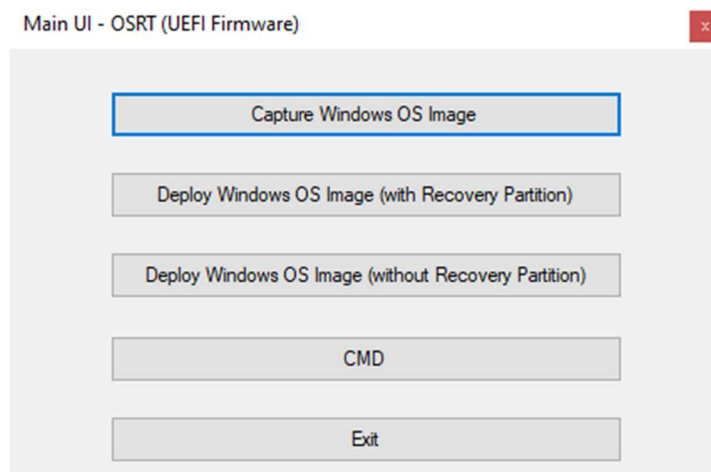 Main UI - OSRT (UEFI Firmware)
x
Capture Windows OS Image
Deploy Windows OS Image (with Recovery Partition)
Deploy Windows OS Image (without Recovery Partition)
CMD
Exit